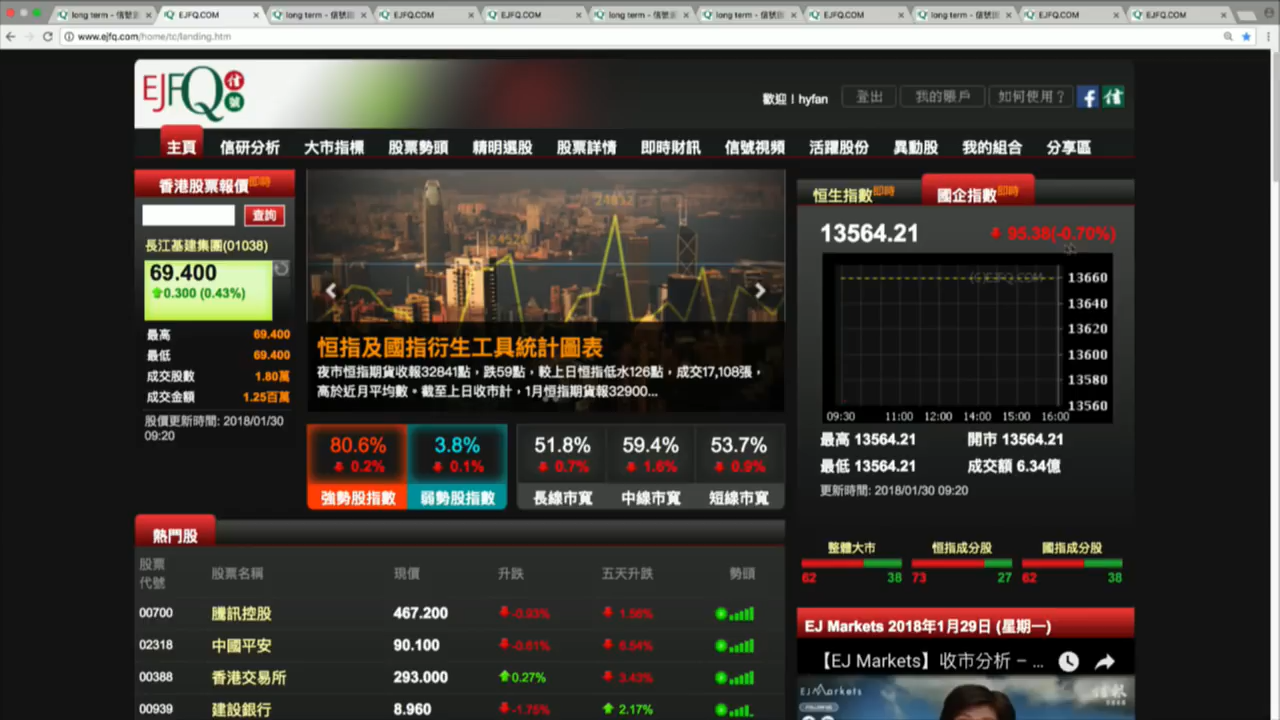 long term - 信號
EJFQ.COM
long term - 信號
EJFQ.COM
EJFQ.COM
long term - 信號
long term - 信號
EJFQ.COM
long term - 信號
EJFQ.COM
EJFQ.COM
www.ejfq.com/home/tc/landing.htm
EJFQ 信號
歡迎！hyfan 登出 我的賬戶 如何使用？ f 信
主頁 信研分析 大市指標 股票勢頭 精明選股 股票詳情 即時財訊 信號視頻 活躍股份 異動股 我的組合 分享區
香港股票報價即時
查詢
長江基建集團(01038)
69.400
0.300 (0.43%)
最高 69.400
最低 69.400
成交股數 1.80萬
成交金額 1.25百萬
股價更新時間: 2018/01/30
09:20
恒指及國指衍生工具統計圖表
夜市恒指期貨收報32841點，跌59點，較上日恒指低水126點，成交17,108張，
高於近月平均數。截至上日收市計，1月恒指期貨報32900...
80.6% 3.8% 51.8% 59.4% 53.7%
0.2% 0.1% 0.7% 1.6% 0.9%
強勢股指數 弱勢股指數 長線市寬 中線市寬 短線市寬
恒生指數即時 國企指數即時
13564.21 95.38(-0.70%)
(C)EJFQ.COM
13660
13640
13620
13600
13580
13560
09:30 11:00 12:00 14:00 15:00 16:00
最高 13564.21 開市 13564.21
最低 13564.21 成交額 6.34億
更新時間: 2018/01/30 09:20
整體大市 恒指成分股 國指成分股
62 38 73 27 62 38
熱門股
股票
代號 股票名稱 現價 升跌 五天升跌 勢頭
00700 騰訊控股 467.200 -0.93% 1.56%
02318 中國平安 90.100 -0.61% 6.54%
00388 香港交易所 293.000 0.27% 3.43%
00939 建設銀行 8.960 -1.75% 2.17%
EJ Markets 2018年1月29日 (星期一)
【EJ Markets】收市分析 – ...
EJMarkets
信報